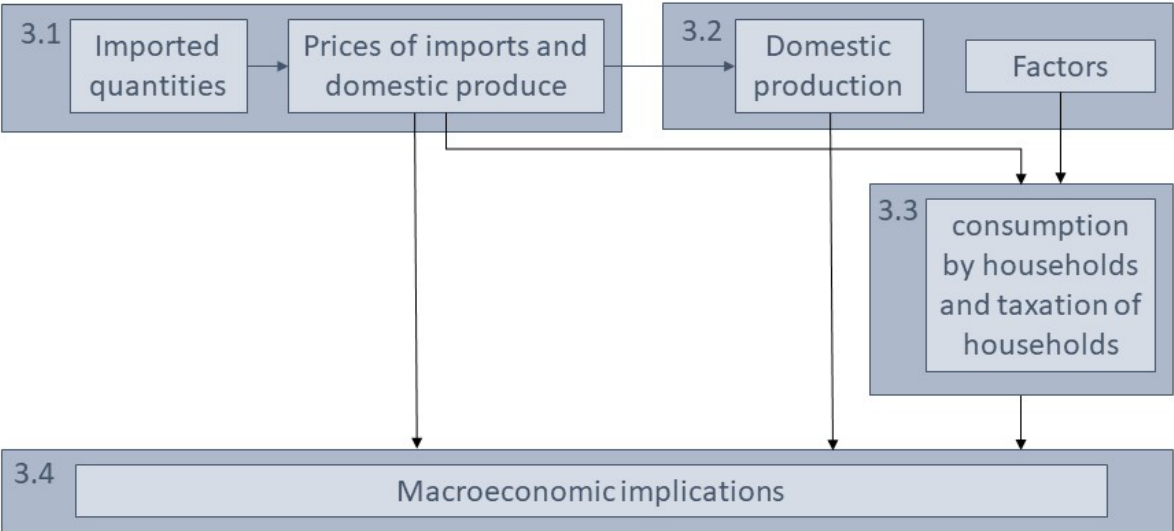 3.1
Imported
quantities
Prices of imports and
domestic produce
3.2
Domestic
production
Factors
3.3
consumption
by households
and taxation of
households
3.4
Macroeconomic implications